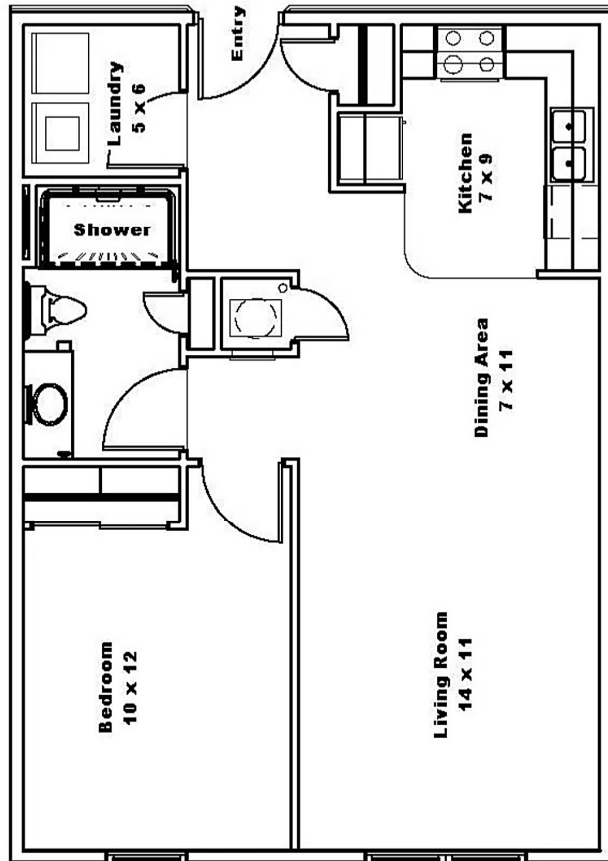 Entry
Laundry
5 x 6
Shower
Kitchen
7 x 9
Dining Area
7 x 11
Bedroom
10 x 12
Living Room
14 x 11